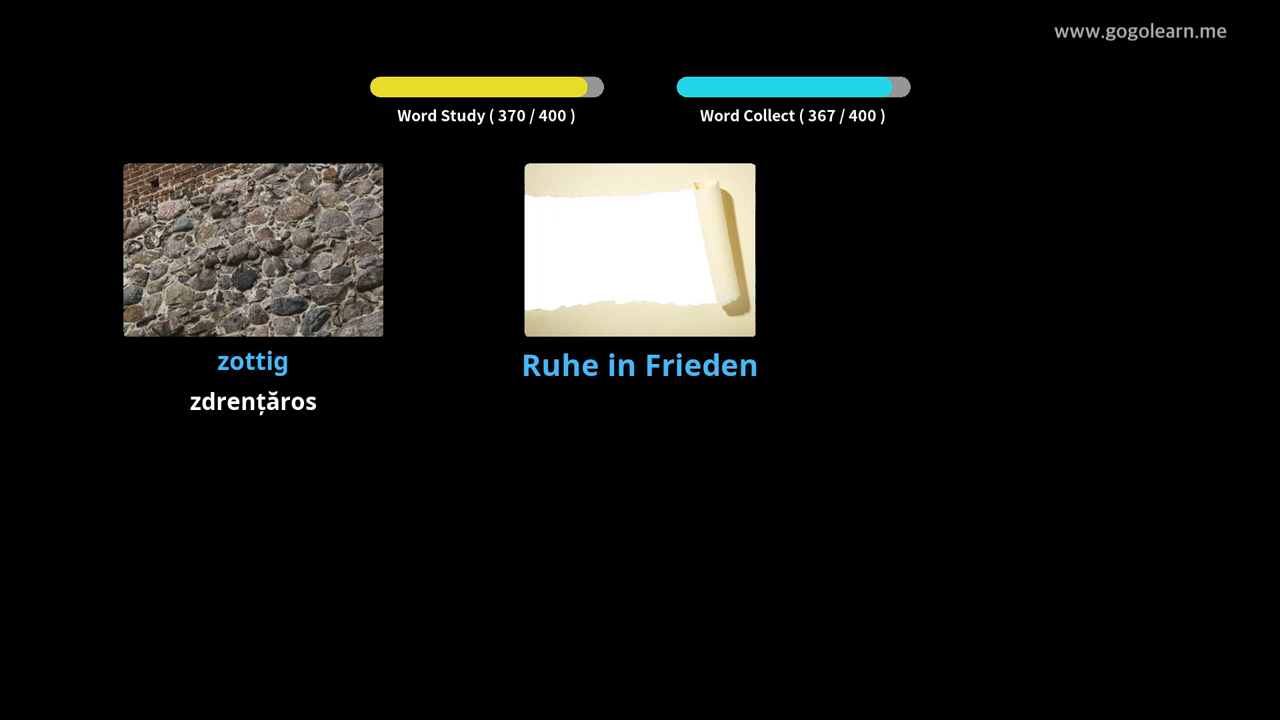 www.gogolearn.me
Word Study ( 370 / 400 )
Word Collect ( 367 / 400 )
zottig
zdrențăros
Ruhe in Frieden